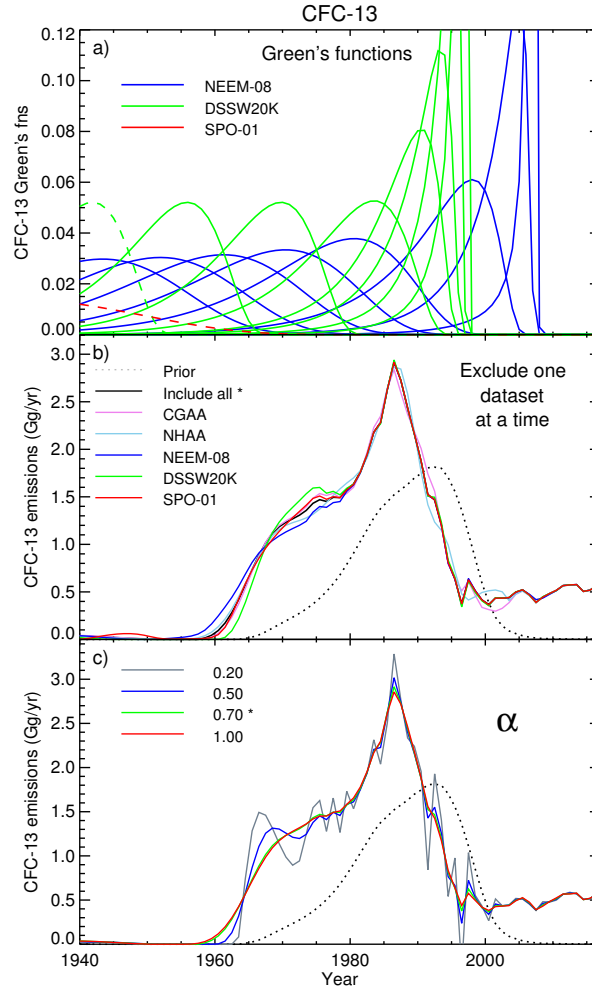 CFC-13
a)
Green's functions
NEEM-08
DSSW20K
SPO-01
CFC-13 Green's fns
0.12
0.10
0.08
0.06
0.04
0.02
0.00
b)
Exclude one
dataset
at a time
Prior
Include all *
CGAA
NHAA
NEEM-08
DSSW20K
SPO-01
CFC-13 emissions (Gg/yr)
3.0
2.5
2.0
1.5
1.0
0.5
0.0
c)
α
0.20
0.50
0.70 *
1.00
CFC-13 emissions (Gg/yr)
3.0
2.5
2.0
1.5
1.0
0.5
0.0
1940 1960 1980 2000
Year